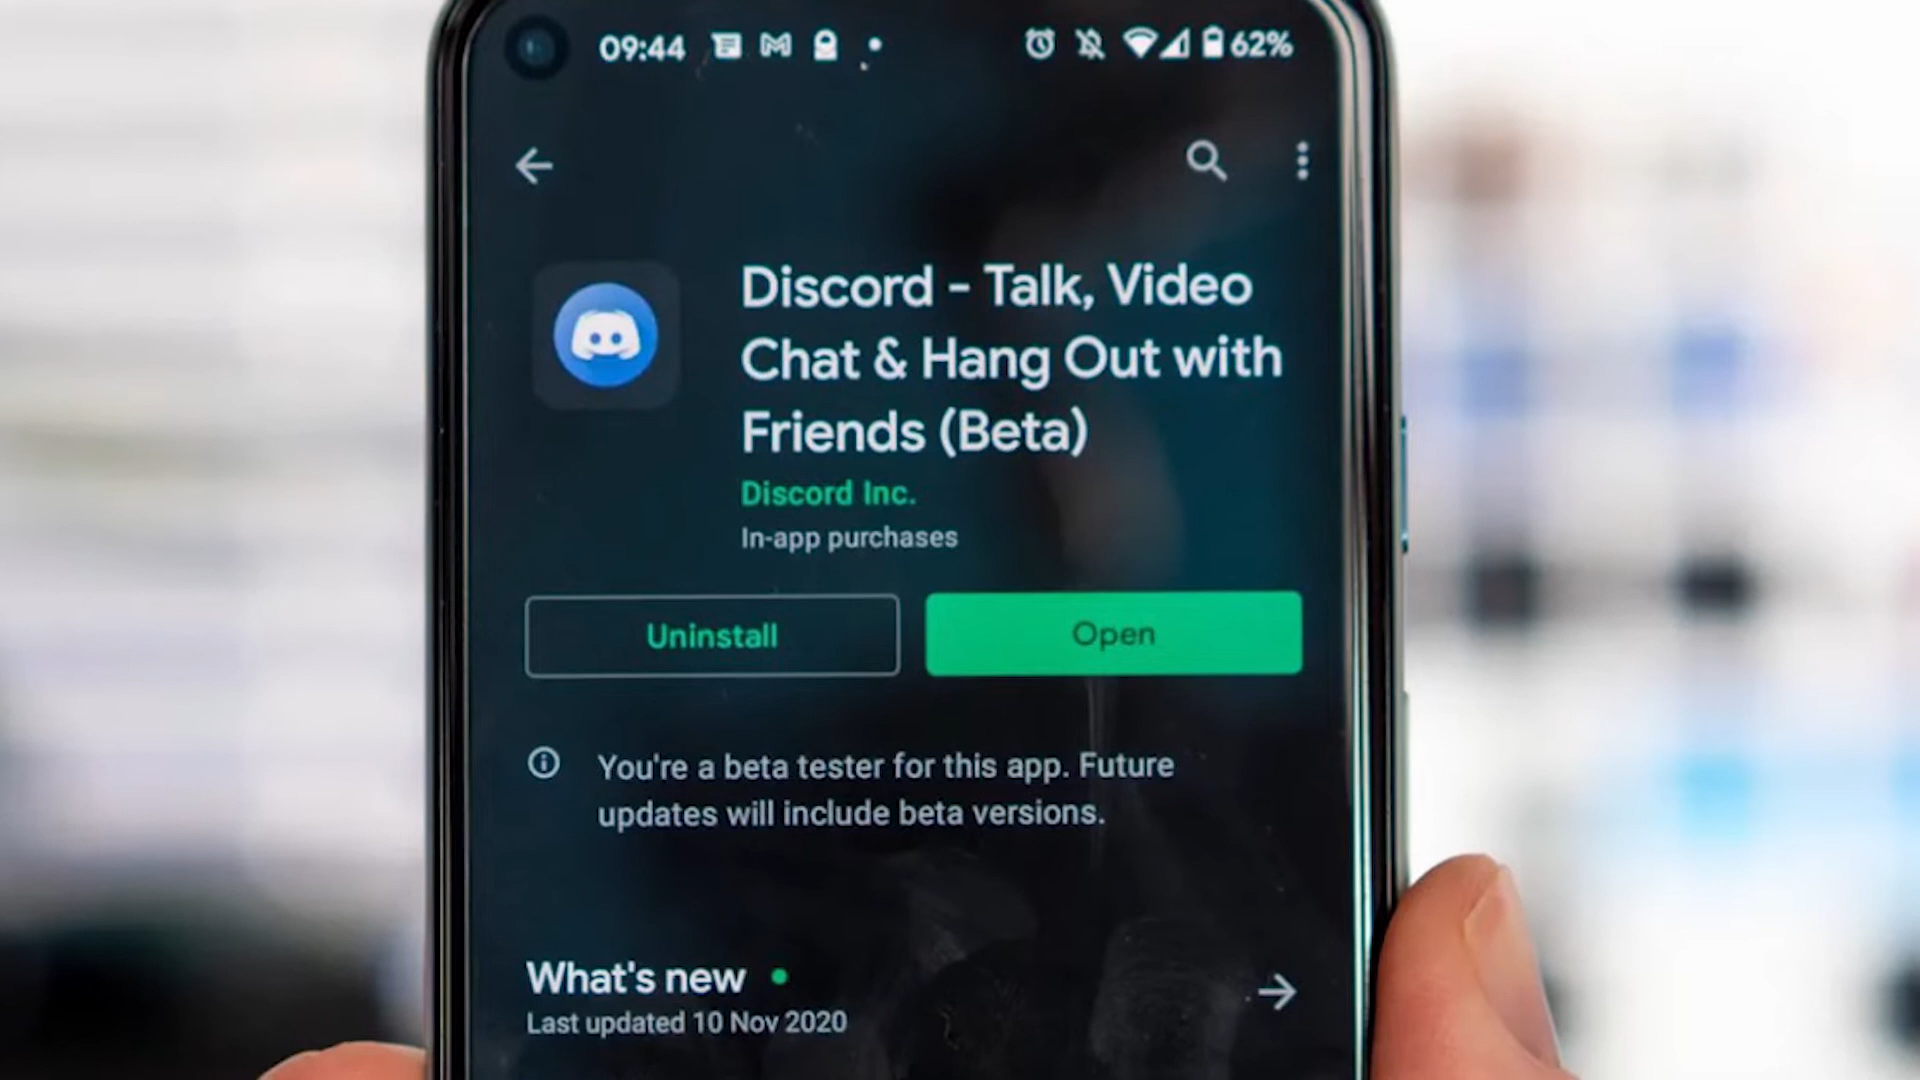 09:44 62%
Discord - Talk, Video
Chat & Hang Out with
Friends (Beta)
Discord Inc.
In-app purchases
Uninstall
Open
You're a beta tester for this app. Future
updates will include beta versions.
What's new
Last updated 10 Nov 2020